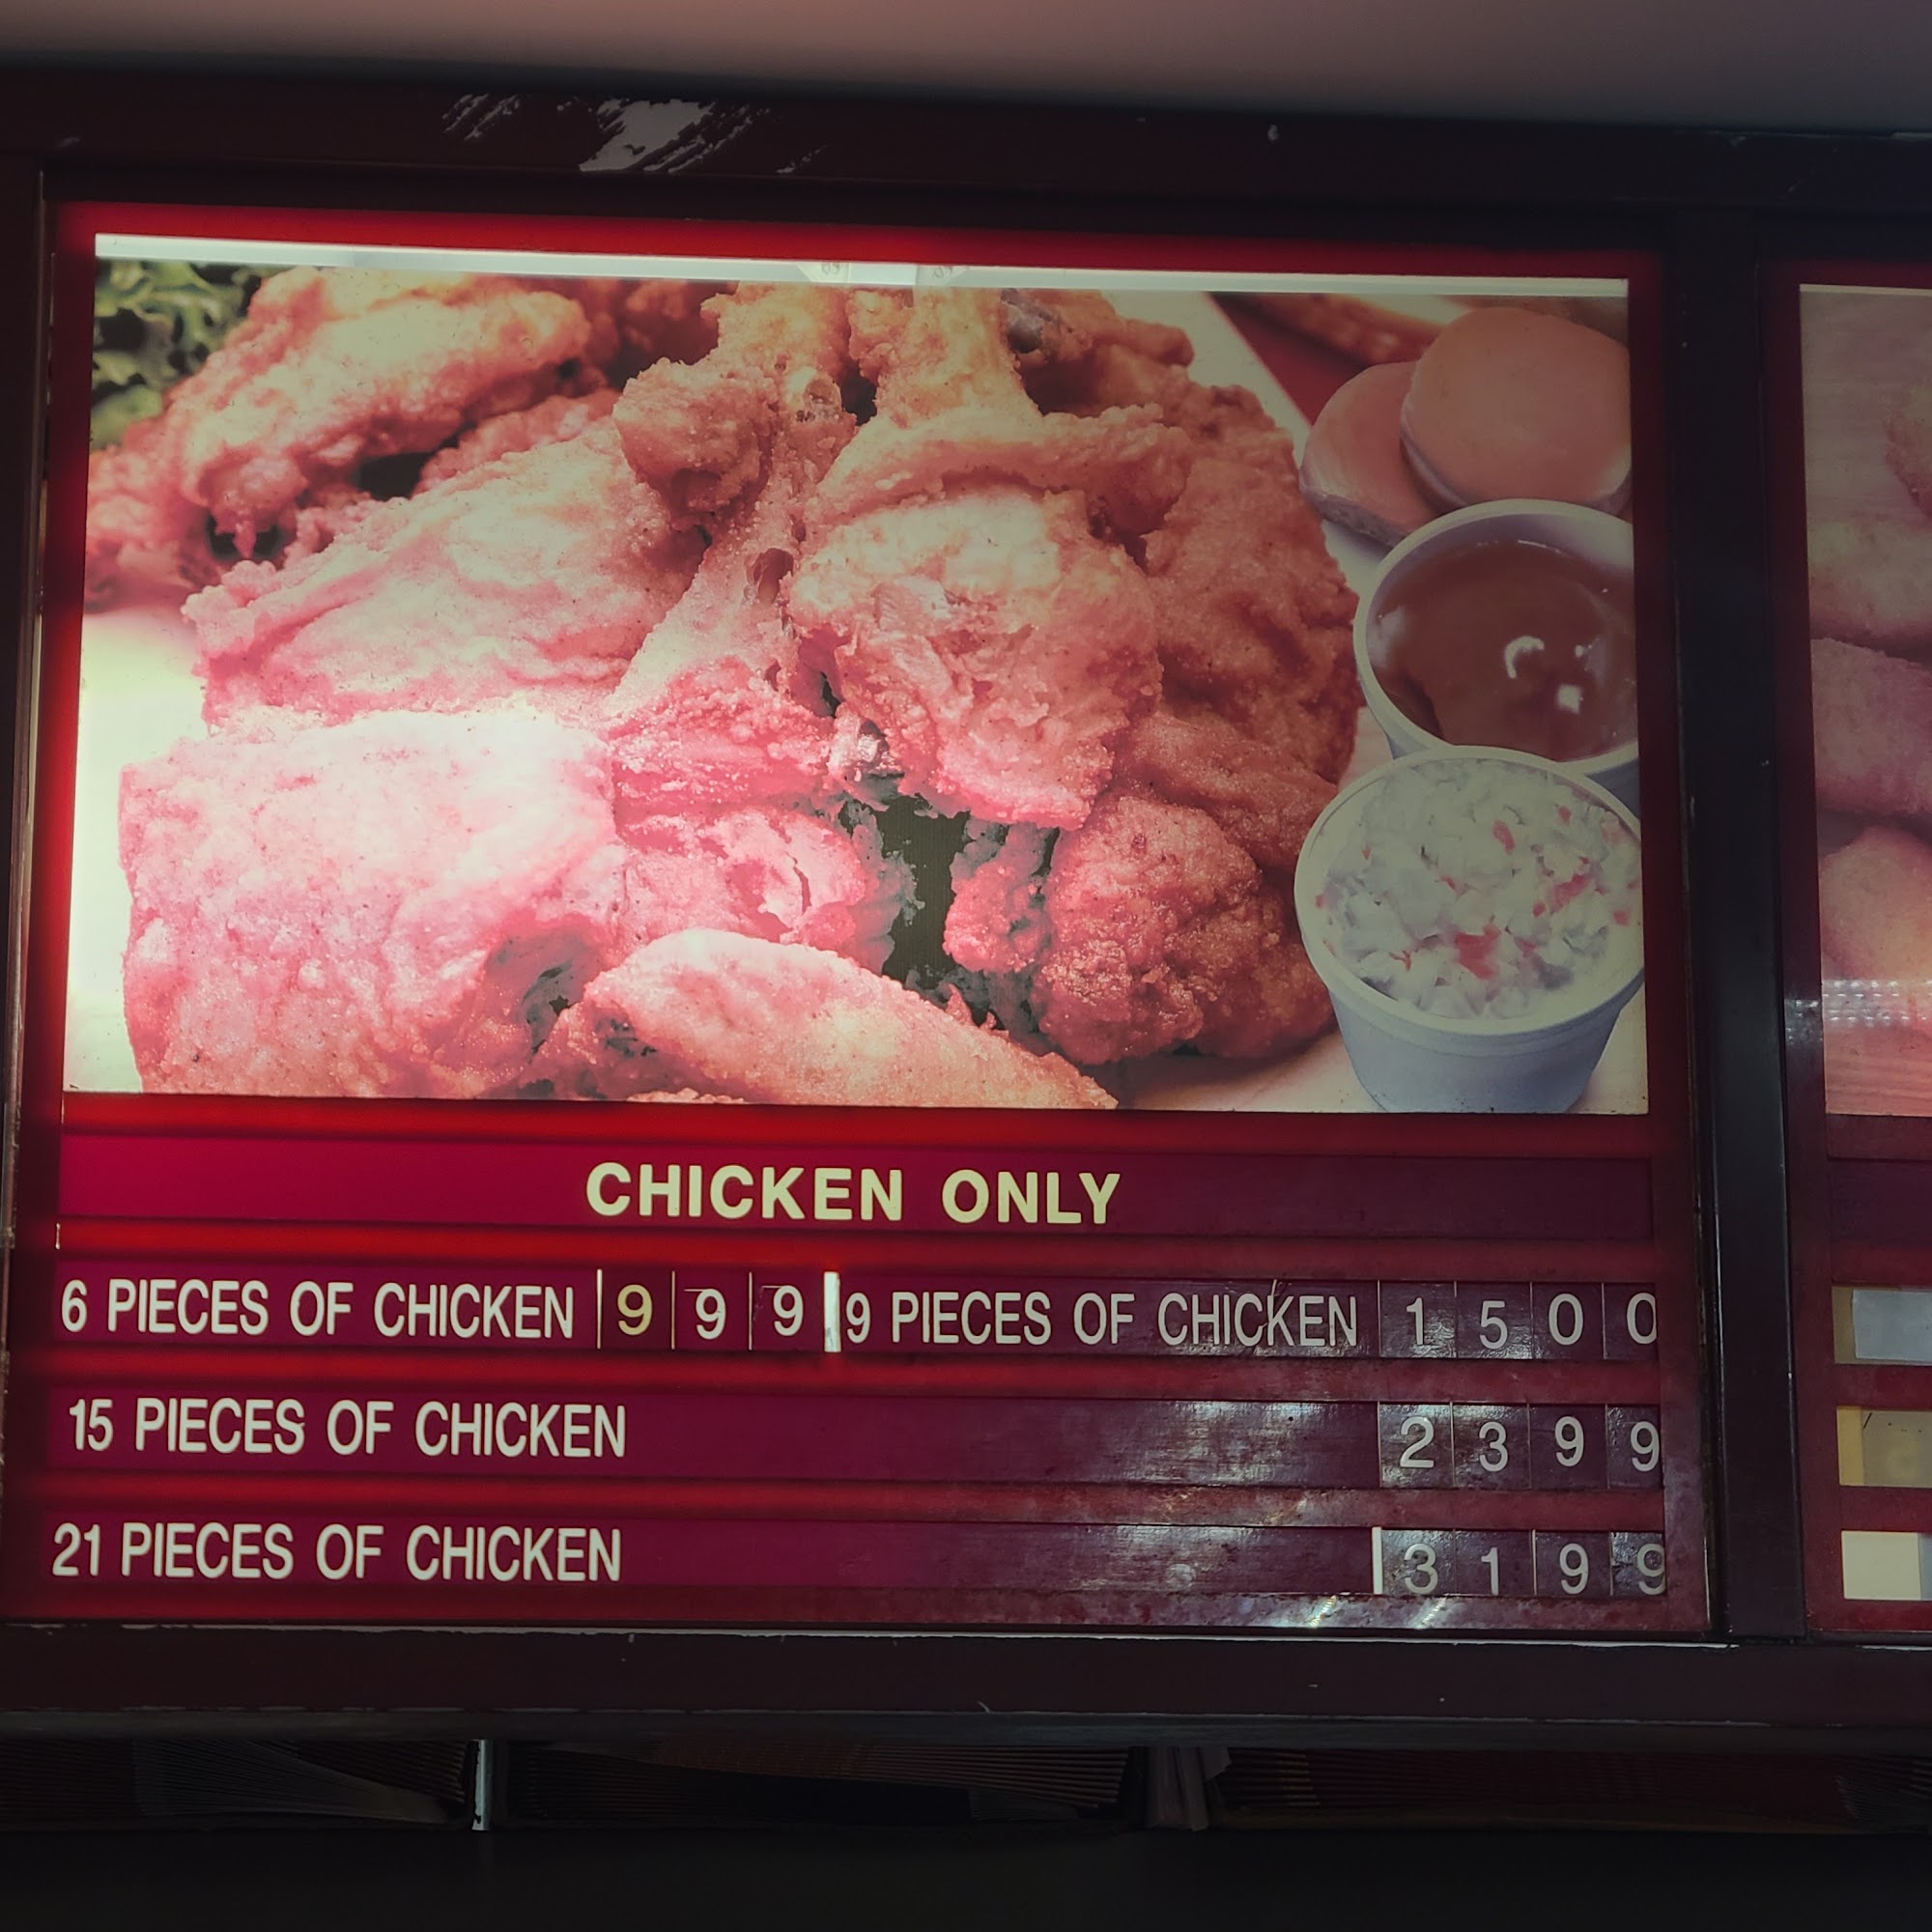 CHICKEN ONLY
6 PIECES OF CHICKEN 9 9 9 9 PIECES OF CHICKEN 1 5 0 0
15 PIECES OF CHICKEN 2 3 9 9
21 PIECES OF CHICKEN 3 1 9 9